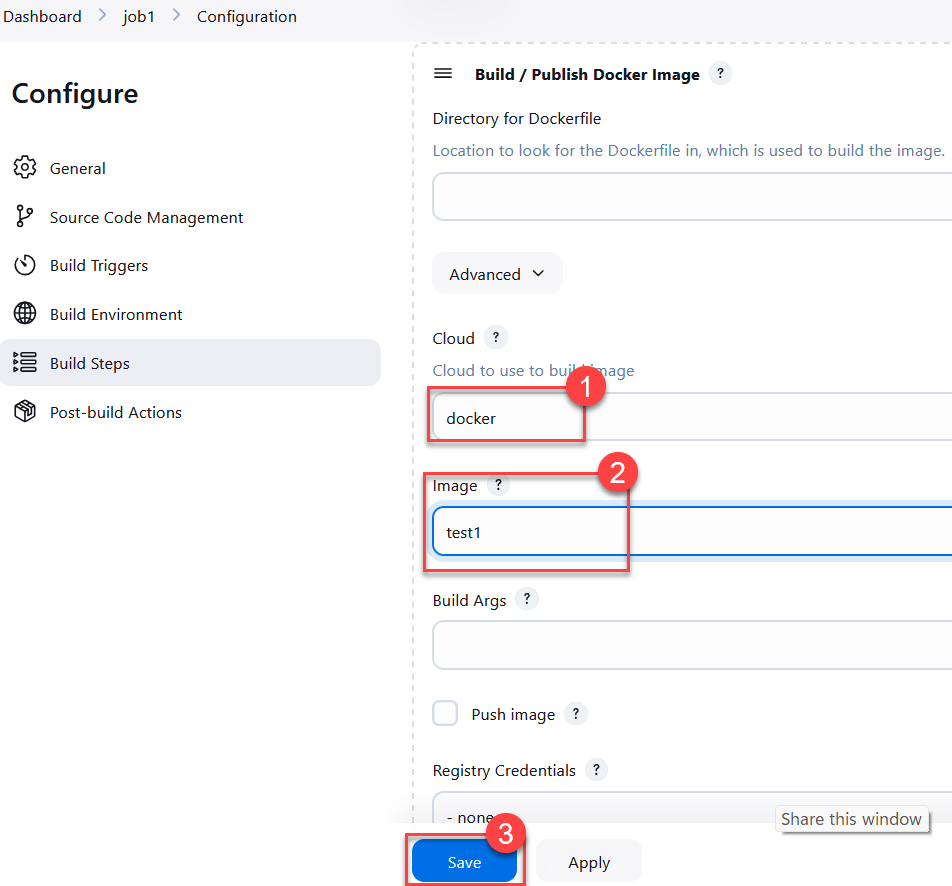 Dashboard > job1 > Configuration
Configure
General
Source Code Management
Build Triggers
Build Environment
Build Steps
Post-build Actions
Build / Publish Docker Image ?
Directory for Dockerfile
Location to look for the Dockerfile in, which is used to build the image.
Advanced
Cloud ?
Cloud to use to build image
1
docker
2
Image ?
test1
Build Args ?
Push image ?
Registry Credentials ?
- none
Share this window
3
Save
Apply